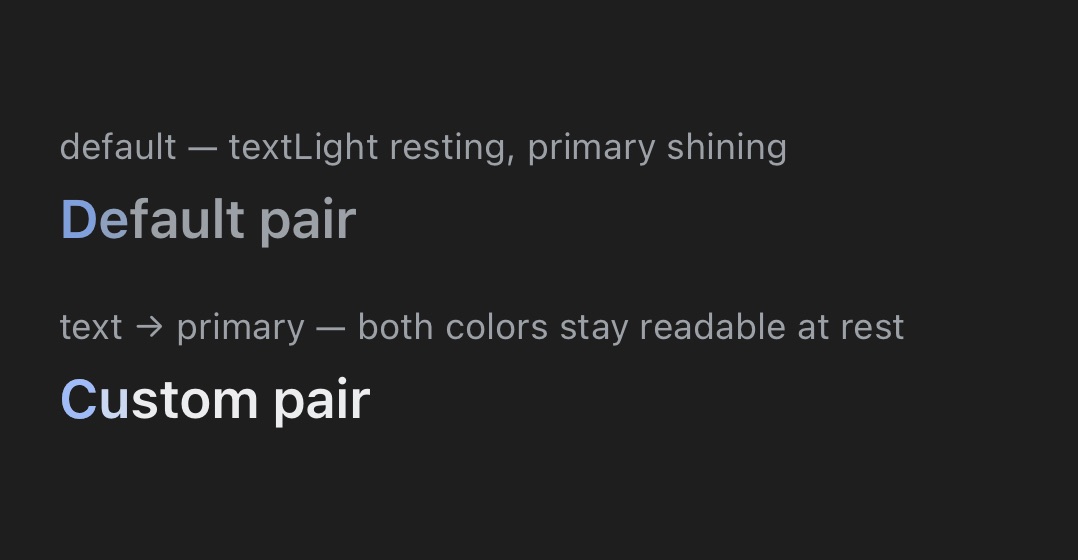 default — textLight resting, primary shining
Default pair
text → primary — both colors stay readable at rest
Custom pair